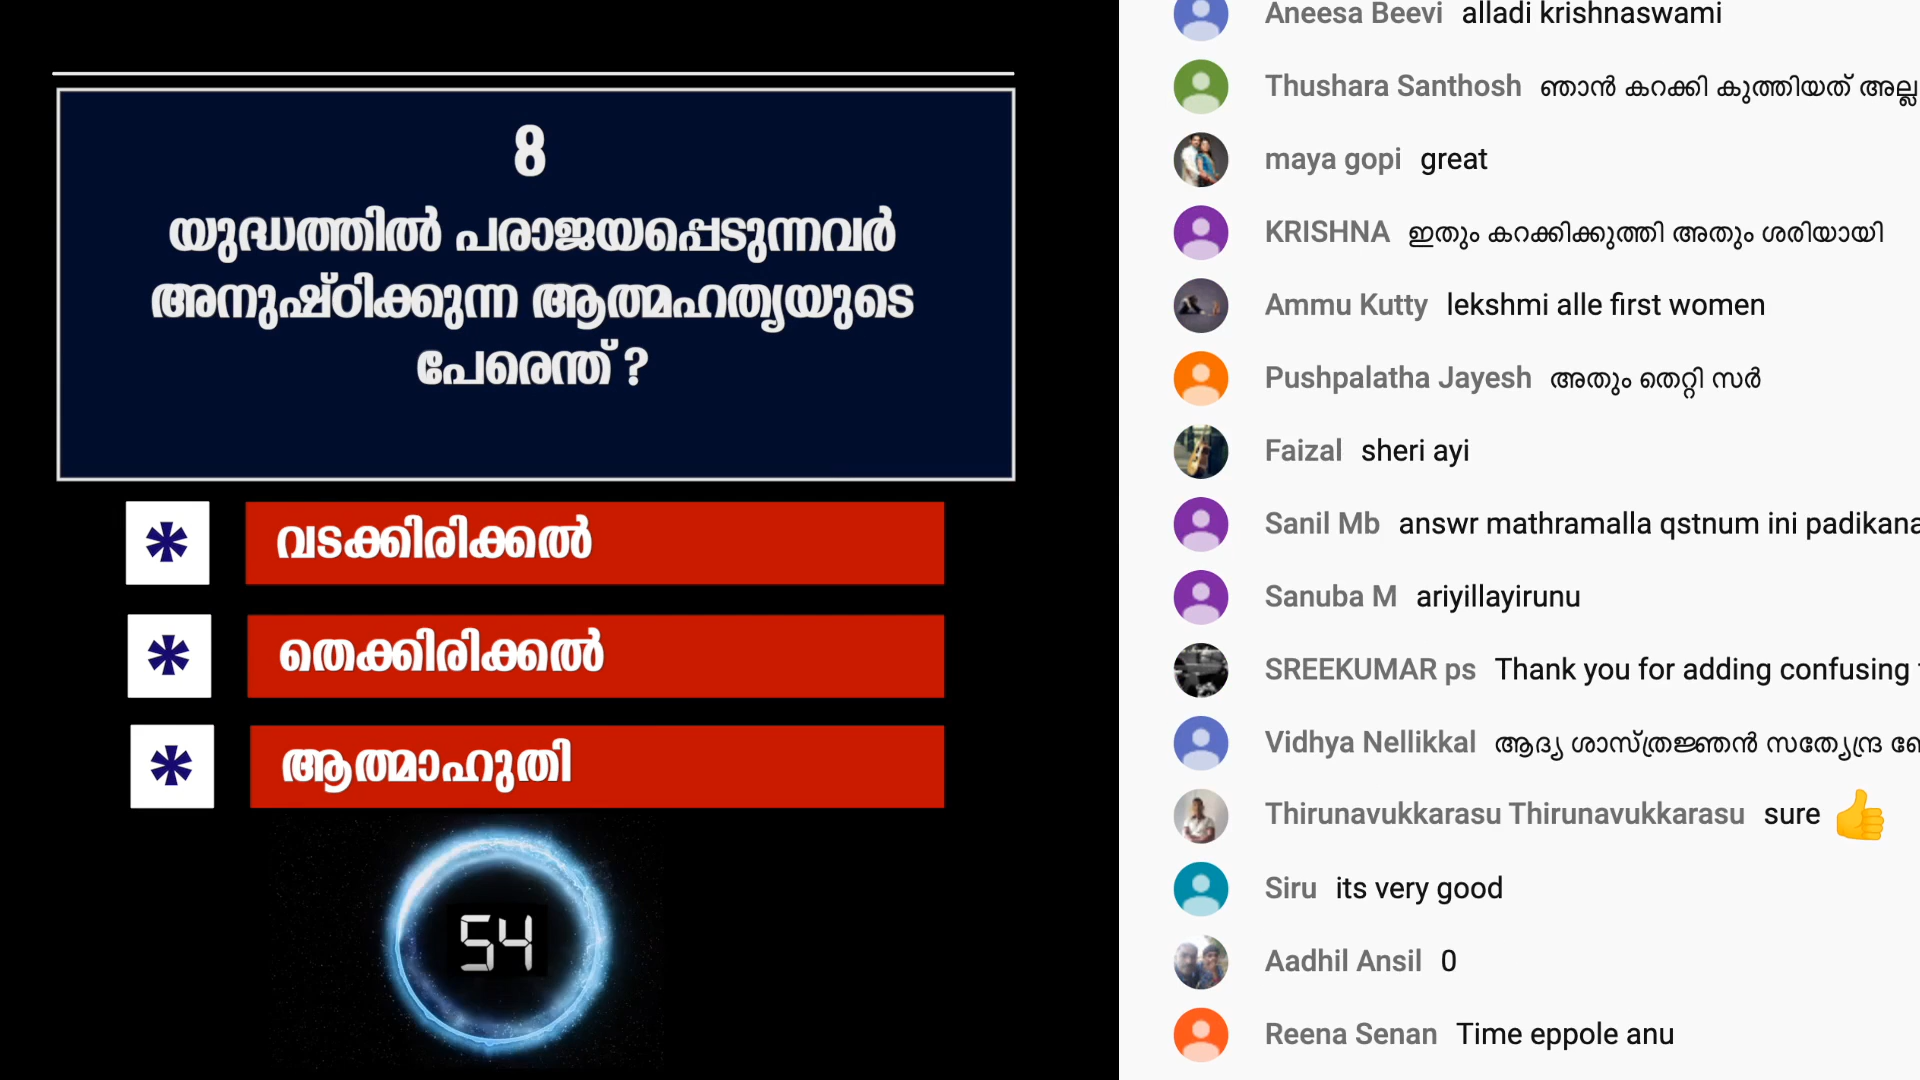 8
യുദ്ധത്തിൽ പരാജയപ്പെടുന്നവർ
അനുഷ്ഠിക്കുന്ന ആത്മഹത്യയുടെ
പേരെന്ത് ?
* വടക്കിരിക്കൽ
* തെക്കിരിക്കൽ
* ആത്മാഹുതി
54
Aneesa Beevi alladi krishnaswami
Thushara Santhosh ഞാൻ കറക്കി കുത്തിയത് അല്ല
maya gopi great
KRISHNA ഇതും കറക്കിക്കുത്തി അതും ശരിയായി
Ammu Kutty lekshmi alle first women
Pushpalatha Jayesh അതും തെറ്റി സർ
Faizal sheri ayi
Sanil Mb answr mathramalla qstnum ini padikana
Sanuba M ariyillayirunu
SREEKUMAR ps Thank you for adding confusing
Vidhya Nellikkal ആദ്യ ശാസ്ത്രജ്ഞൻ സത്യേന്ദ്ര
Thirunavukkarasu Thirunavukkarasu sure 👍
Siru its very good
Aadhil Ansil 0
Reena Senan Time eppole anu